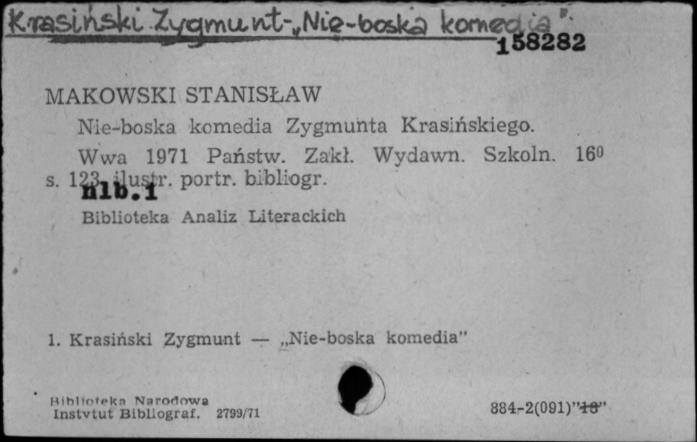 Krasiński Zygmunt-„Nie-boska komedia".
158282
MAKOWSKI STANISŁAW
Nie-boska komedia Zygmunta Krasińskiego.
Wwa 1971 Państw. Zakł. Wydawn. Szkoln. 16⁰
s. 123, ilustr. portr. bibliogr.
nlb.1
Biblioteka Analiz Literackich
1. Krasiński Zygmunt — „Nie-boska komedia"
Biblioteka Narodowa
Instytut Bibliograf. 2799/71
884-2(091)"18"